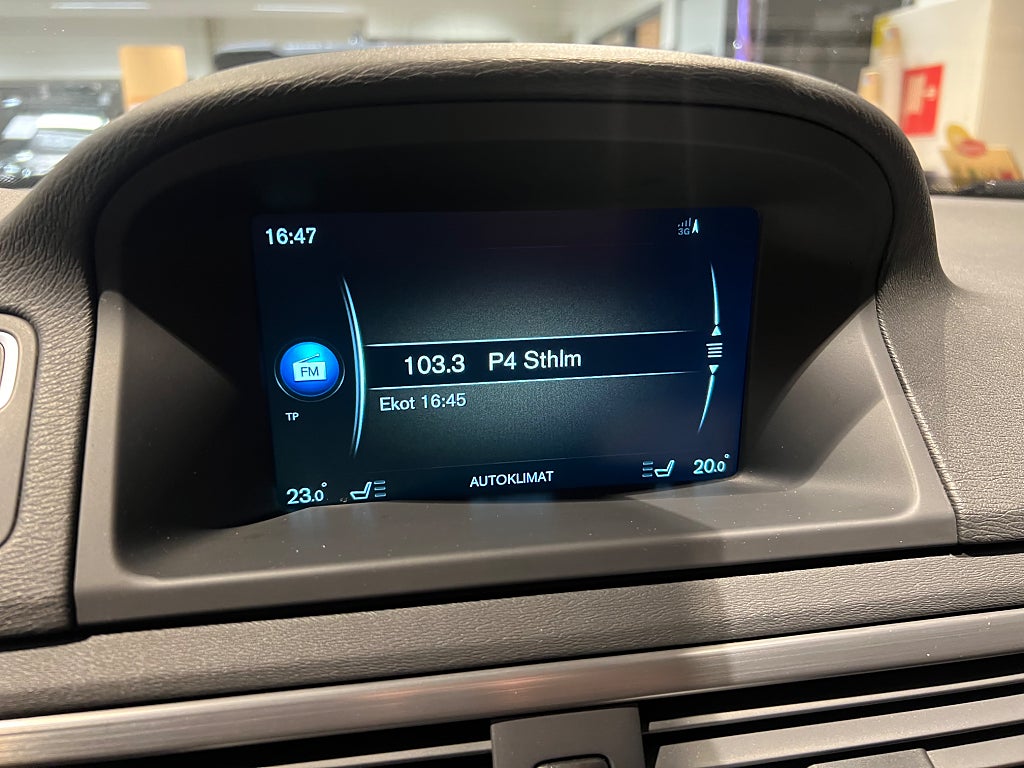 16:47
3G
103.3 P4 Sthlm
FM
Ekot 16:45
TP
AUTOKLIMAT
23.0°
20.0°